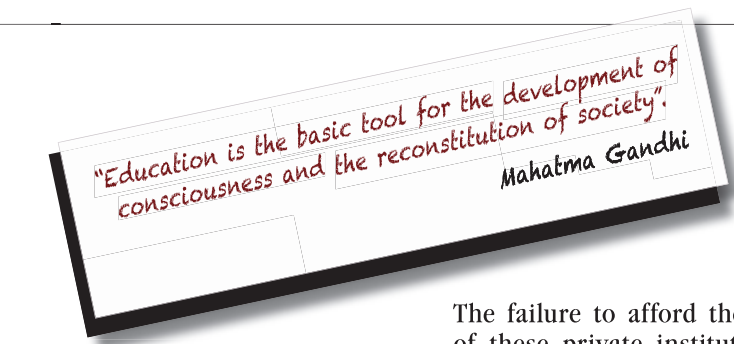 “Education is the basic tool for the development of
consciousness and the reconstitution of society”.
Mahatma Gandhi
The failure to afford the
of these private institut